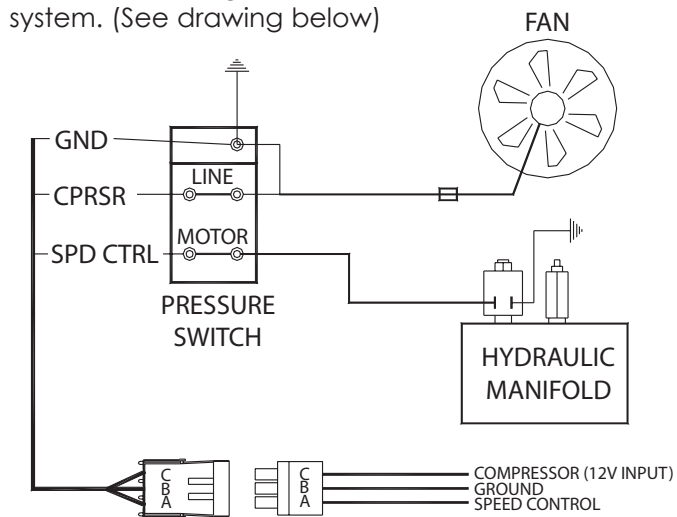 system. (See drawing below)
FAN
GND
LINE
CPRSR
MOTOR
SPD CTRL
PRESSURE
SWITCH
HYDRAULIC
MANIFOLD
C
B
A
C
B
A
COMPRESSOR (12V INPUT)
GROUND
SPEED CONTROL